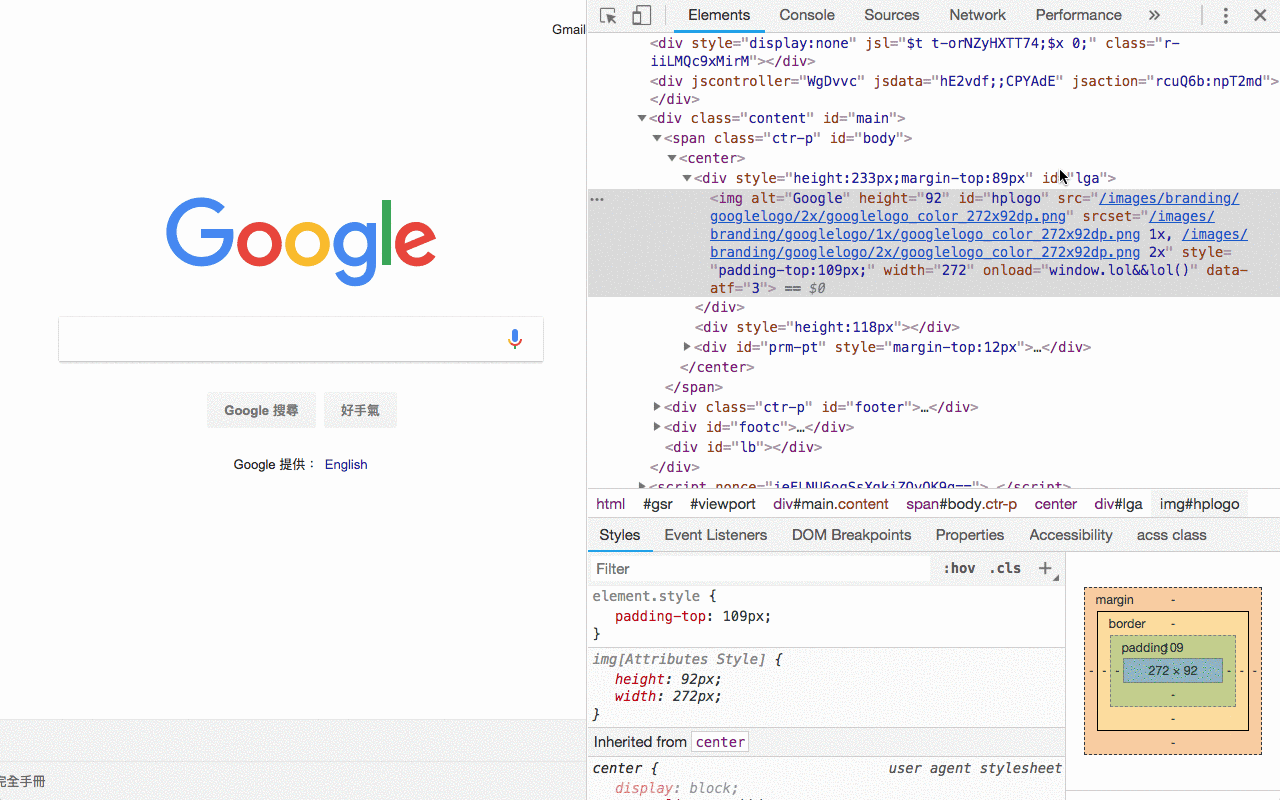 Gmail
Google
Google 搜尋
好手氣
Google 提供： English
完全手冊
Elements Console Sources Network Performance »
<div style="display:none" jsl="$t t-orNZyHXTT74;$x 0;" class="r-
iiLMQc9xMirM"></div>
<div jscontroller="WgDvvc" jsdata="hE2vdf;;CPYAdE" jsaction="rcuQ6b:npT2md">
</div>
<div class="content" id="main">
<span class="ctr-p" id="body">
<center>
<div style="height:233px;margin-top:89px" id="lga">
<img alt="Google" height="92" id="hplogo" src="/images/branding/
googlelogo/2x/googlelogo_color_272x92dp.png" srcset="/images/
branding/googlelogo/1x/googlelogo_color_272x92dp.png 1x, /images/
branding/googlelogo/2x/googlelogo_color_272x92dp.png 2x" style=
"padding-top:109px;" width="272" onload="window.lol&&lol()" data-
atf="3"> == $0
</div>
<div style="height:118px"></div>
<div id="prm-pt" style="margin-top:12px">…</div>
</center>
</span>
<div class="ctr-p" id="footer">…</div>
<div id="footc">…</div>
<div id="lb"></div>
</div>
html #gsr #viewport div#main.content span#body.ctr-p center div#lga img#hplogo
Styles Event Listeners DOM Breakpoints Properties Accessibility acss class
Filter :hov .cls +
element.style {
padding-top: 109px;
}
img[Attributes Style] {
height: 92px;
width: 272px;
}
Inherited from center
center { user agent stylesheet
display: block;
margin -
border -
padding 109
- - - 272 × 92 - - -
-
-
-